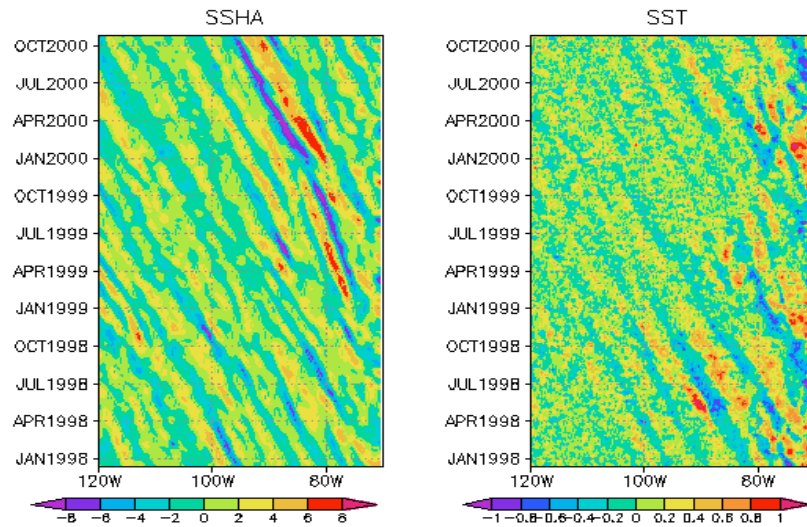 SSHA
SST
OCT2000
JUL2000
APR2000
JAN2000
OCT1999
JUL1999
APR1999
JAN1999
OCT1998
JUL1998
APR1998
JAN1998
120W
100W
80W
OCT2000
JUL2000
APR2000
JAN2000
OCT1999
JUL1999
APR1999
JAN1999
OCT1998
JUL1998
APR1998
JAN1998
120W
100W
80W
-8 -6 -4 -2 0 2 4 6 8
-1 -0.8 -0.6 -0.4 -0.2 0 0.2 0.4 0.6 0.8 1